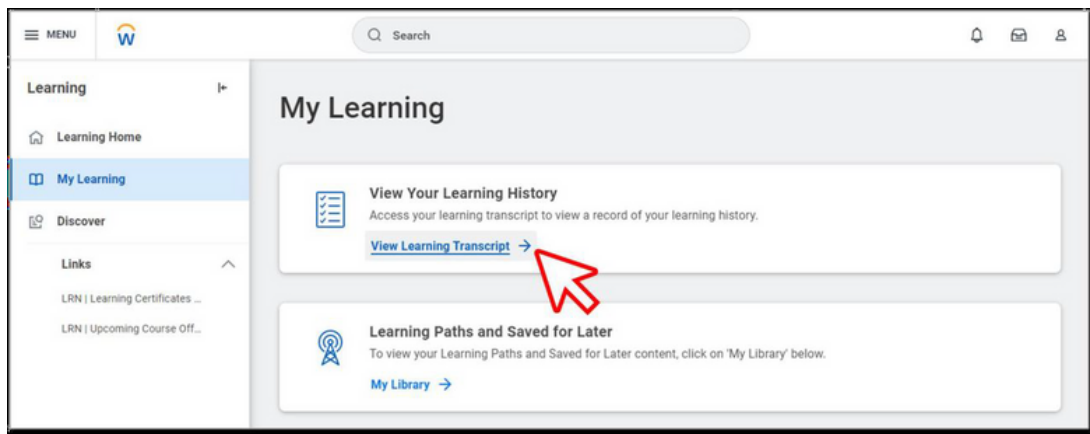 MENU
W
Search
Learning
Learning Home
My Learning
Discover
Links
LRN | Learning Certificates ...
LRN | Upcoming Course Off...
My Learning
View Your Learning History
Access your learning transcript to view a record of your learning history.
View Learning Transcript →
Learning Paths and Saved for Later
To view your Learning Paths and Saved for Later content, click on 'My Library' below.
My Library →